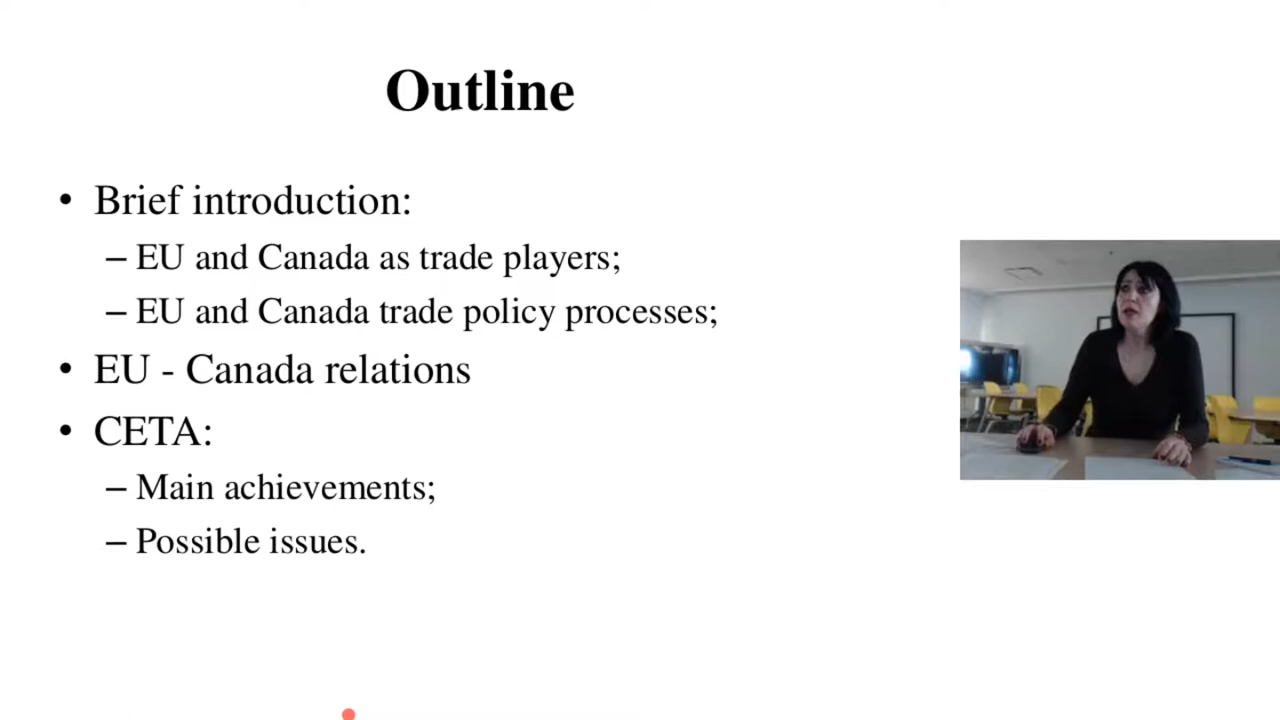 Outline
• Brief introduction:
– EU and Canada as trade players;
– EU and Canada trade policy processes;
• EU - Canada relations
• CETA:
– Main achievements;
– Possible issues.